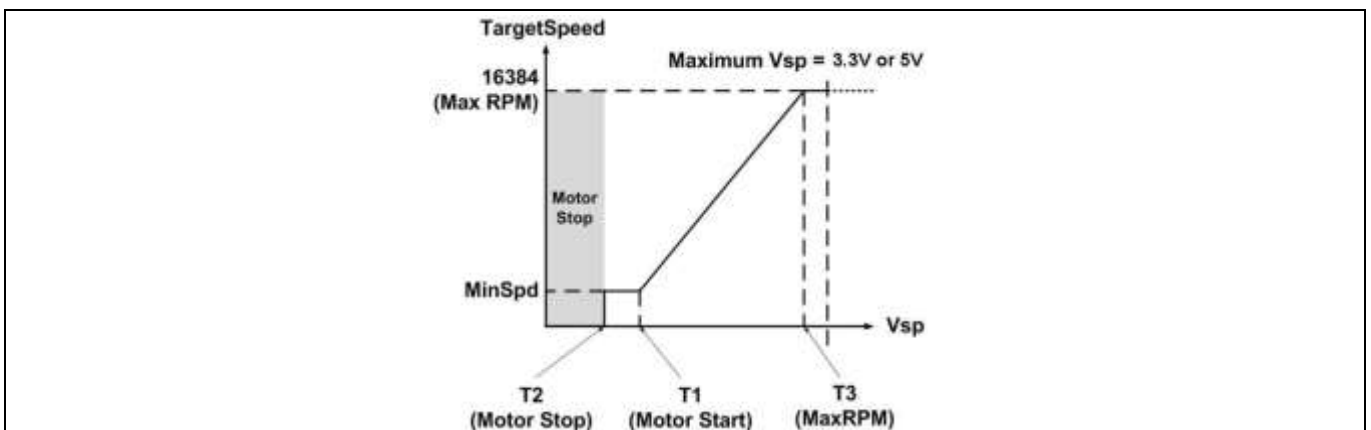 TargetSpeed
Maximum Vsp = 3.3V or 5V
16384
(Max RPM)
Motor
Stop
MinSpd
Vsp
T2
(Motor Stop)
T1
(Motor Start)
T3
(MaxRPM)